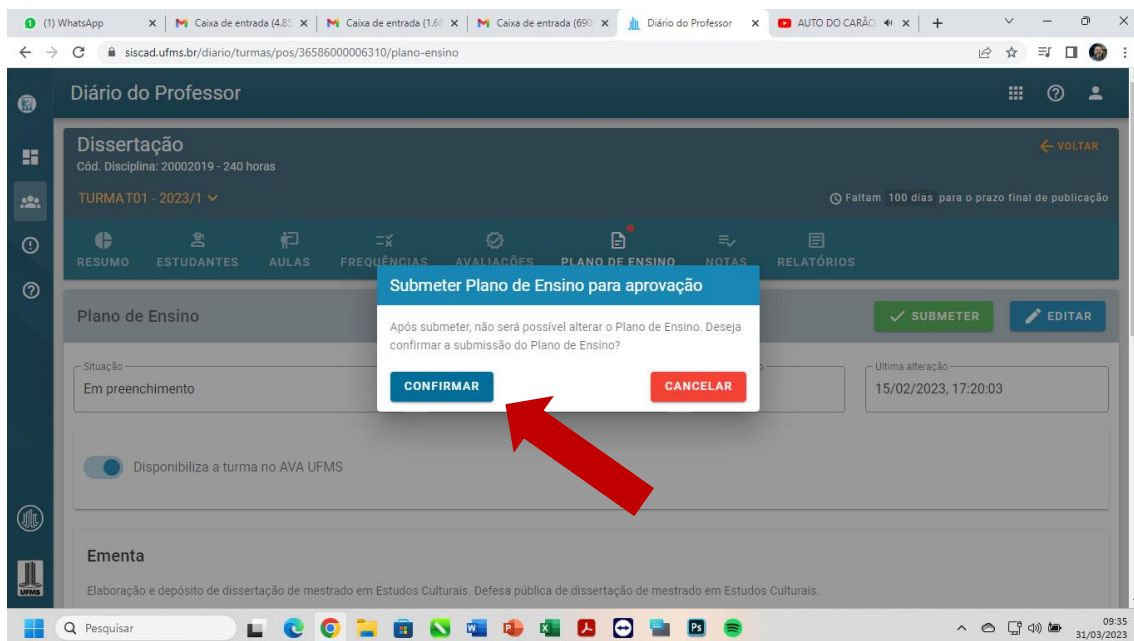 (1) WhatsApp
Caixa de entrada (4.85
Caixa de entrada (1.68
Caixa de entrada (690
Diário do Professor
AUTO DO CARÃO
siscad.ufms.br/diario/turmas/pos/36586000006310/plano-ensino
Diário do Professor
Dissertação
VOLTAR
Cód. Disciplina: 20002019 - 240 horas
TURMA T01 - 2023/1
Faltam 100 dias para o prazo final de publicação
RESUMO ESTUDANTES AULAS FREQUÊNCIAS AVALIAÇÕES PLANO DE ENSINO NOTAS RELATÓRIOS
Submeter Plano de Ensino para aprovação
Plano de Ensino
SUBMETER
EDITAR
Após submeter, não será possível alterar o Plano de Ensino. Deseja
confirmar a submissão do Plano de Ensino?
Situação
Última alteração
Em preenchimento
CONFIRMAR
CANCELAR
15/02/2023, 17:20:03
Disponibiliza a turma no AVA UFMS
Ementa
Elaboração e depósito de dissertação de mestrado em Estudos Culturais. Defesa pública de dissertação de mestrado em Estudos Culturais.
UFMS
Pesquisar
Ps
09:35
31/03/2023